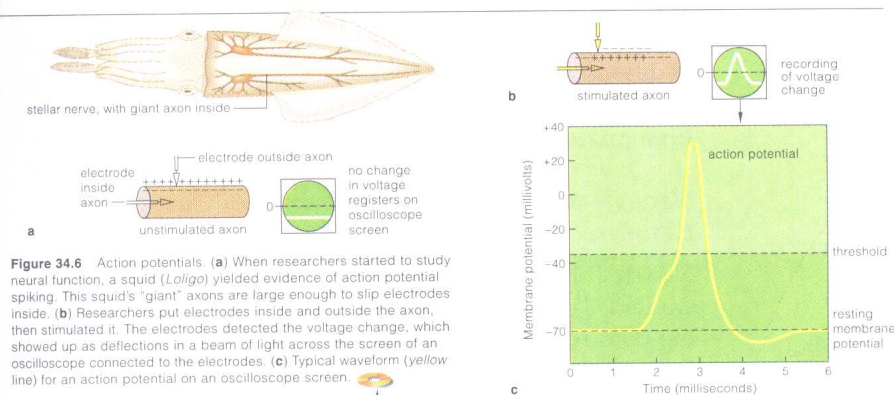 stellar nerve, with giant axon inside
electrode outside axon
electrode
inside
axon
+++++++++++++
no change
in voltage
registers on
oscilloscope
screen
0
unstimulated axon
a
Figure 34.6 Action potentials. (a) When researchers started to study
neural function, a squid (Loligo) yielded evidence of action potential
spiking. This squid's "giant" axons are large enough to slip electrodes
inside. (b) Researchers put electrodes inside and outside the axon,
then stimulated it. The electrodes detected the voltage change, which
showed up as deflections in a beam of light across the screen of an
oscilloscope connected to the electrodes. (c) Typical waveform (yellow
line) for an action potential on an oscilloscope screen.
b
++++++++
stimulated axon
0
recording
of voltage
change
c
Membrane potential (millivolts)
+40
+20
0
−20
−40
−70
action potential
threshold
resting
membrane
potential
0 1 2 3 4 5 6
Time (milliseconds)